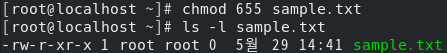 [root@localhost ~]# chmod 655 sample.txt
[root@localhost ~]# ls -l sample.txt
-rw-r-xr-x 1 root root 0  5월 29 14:41 sample.txt